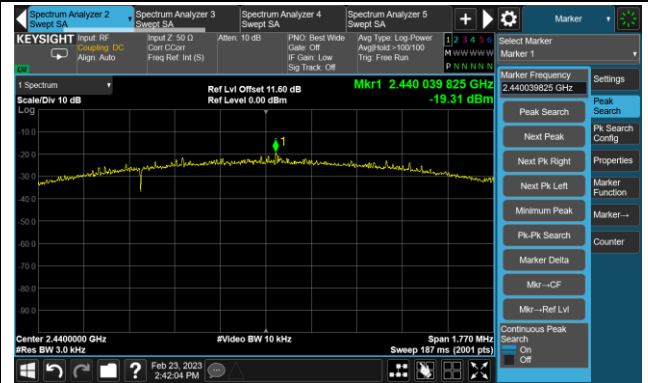 Spectrum Analyzer 2
Swept SA
Spectrum Analyzer 3
Swept SA
Spectrum Analyzer 4
Swept SA
Spectrum Analyzer 5
Swept SA
+
Marker
KEYSIGHT
Input: RF
Coupling: DC
Align: Auto
Input Z: 50 Ω
Corr CCorr
Freq Ref: Int (S)
Atten: 10 dB
PNO: Best Wide
Gate: Off
IF Gain: Low
Sig Track: Off
Avg Type: Log-Power
Avg|Hold:>100/100
Trig: Free Run
1 2 3 4 5 6
M W W W W W
P N N N N N
Select Marker
Marker 1
1 Spectrum
Scale/Div 10 dB
Log
Ref Lvl Offset 11.60 dB
Ref Level 0.00 dBm
Mkr1 2.440 039 825 GHz
-19.31 dBm
1
-10.0
-20.0
-30.0
-40.0
-50.0
-60.0
-70.0
-80.0
-90.0
Center 2.4400000 GHz
#Res BW 3.0 kHz
#Video BW 10 kHz
Span 1.770 MHz
Sweep 187 ms (2001 pts)
Marker Frequency
2.440039825 GHz
Peak Search
Next Peak
Next Pk Right
Next Pk Left
Minimum Peak
Pk-Pk Search
Marker Delta
Mkr→CF
Mkr→Ref Lvl
Continuous Peak
Search
On
Off
Settings
Peak
Search
Pk Search
Config
Properties
Marker
Function
Marker→
Counter
?
Feb 23, 2023
2:42:04 PM